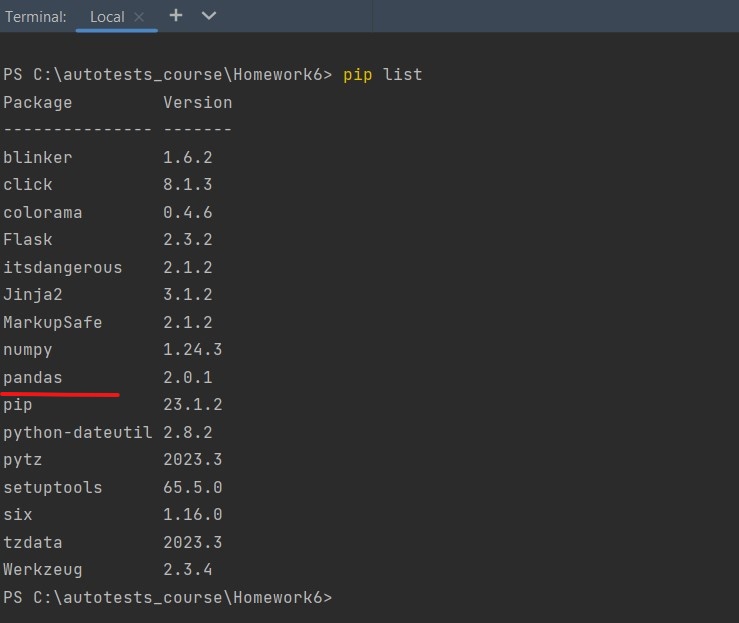 Terminal: Local × + 
PS C:\autotests_course\Homework6> pip list
Package         Version
--------------- -------
blinker         1.6.2
click           8.1.3
colorama        0.4.6
Flask           2.3.2
itsdangerous    2.1.2
Jinja2          3.1.2
MarkupSafe      2.1.2
numpy           1.24.3
pandas          2.0.1
pip             23.1.2
python-dateutil 2.8.2
pytz            2023.3
setuptools      65.5.0
six             1.16.0
tzdata          2023.3
Werkzeug        2.3.4
PS C:\autotests_course\Homework6>